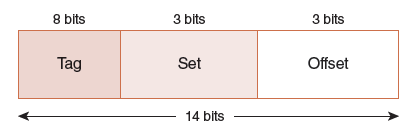 8 bits 3 bits 3 bits
Tag Set Offset
14 bits